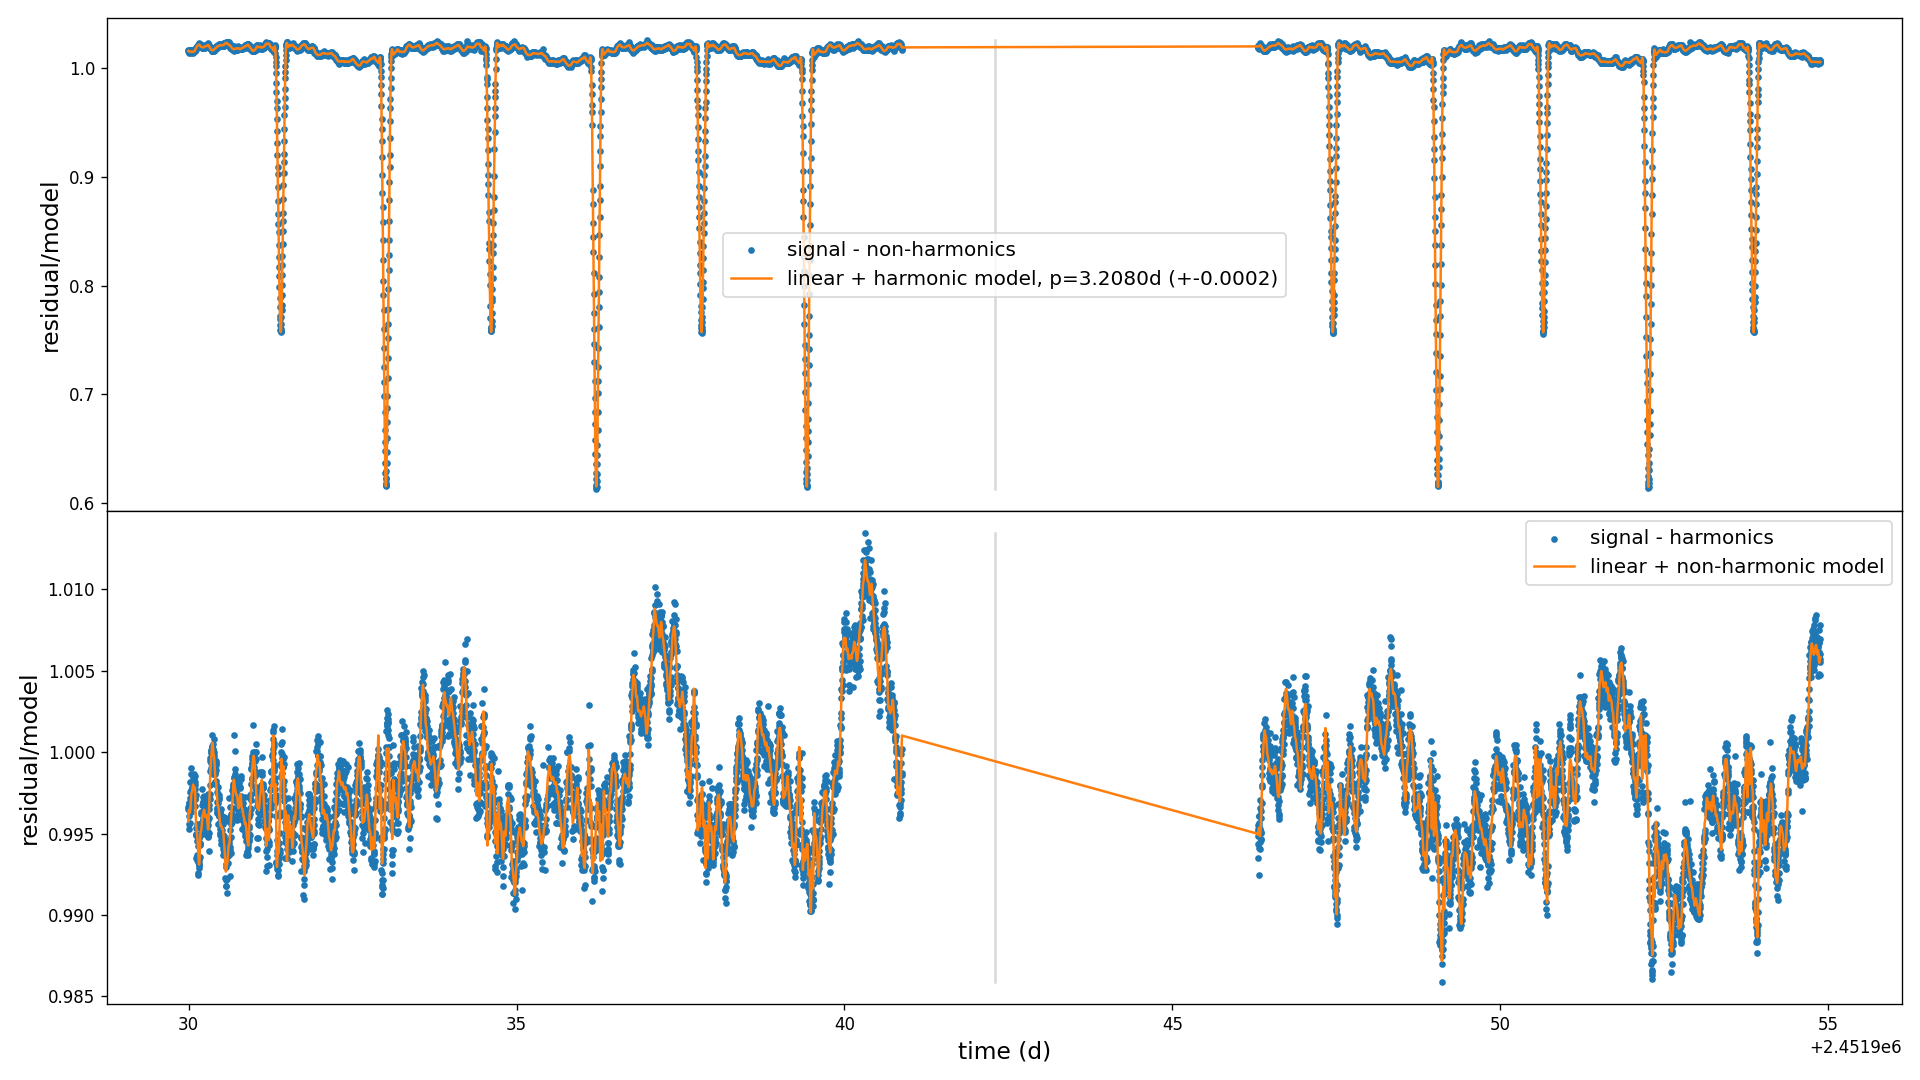 1.0
0.9
0.8
0.7
0.6
residual/model
signal - non-harmonics
linear + harmonic model, p=3.2080d (+-0.0002)
1.010
1.005
1.000
0.995
0.990
0.985
residual/model
signal - harmonics
linear + non-harmonic model
30
35
40
45
50
55
time (d)
+2.4519e6